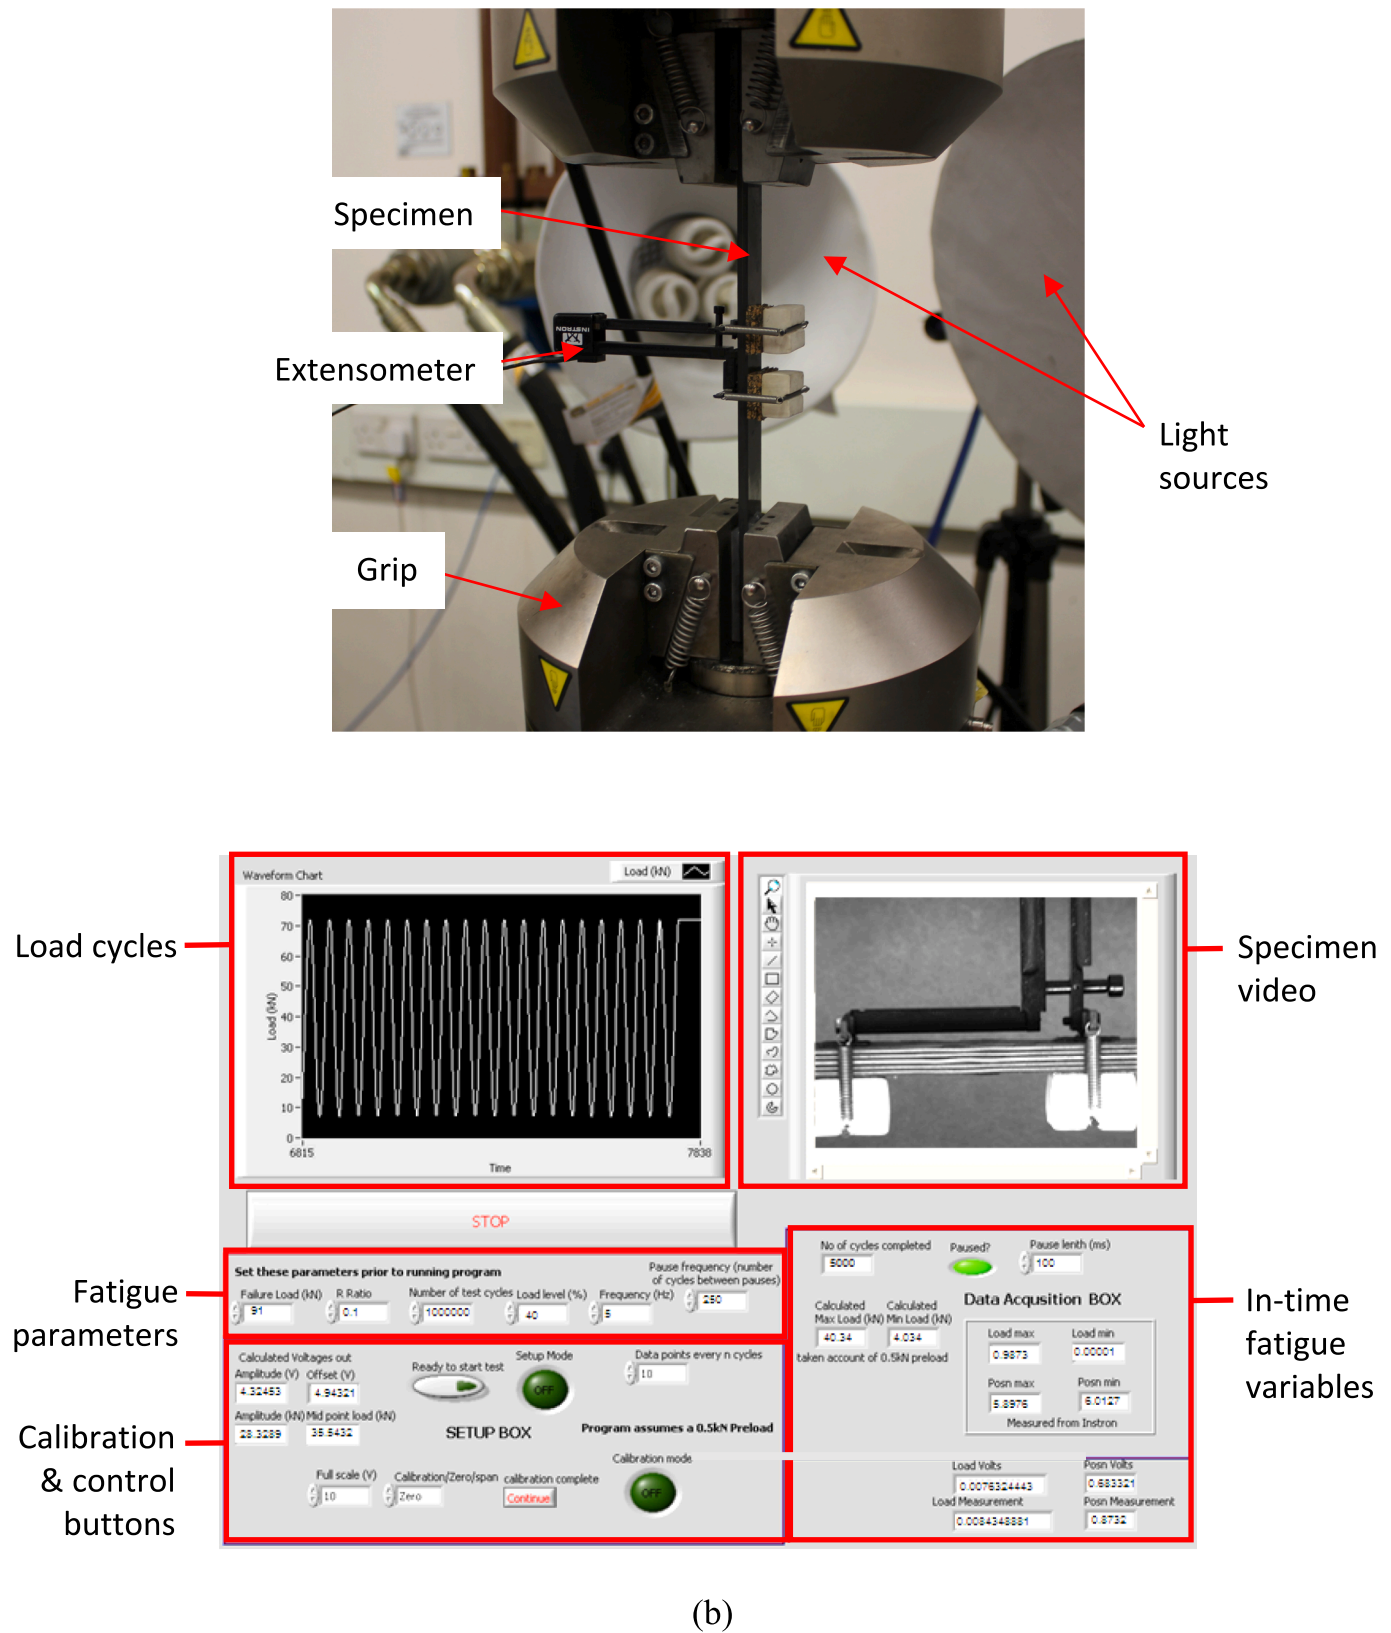 Specimen
INSTRON
Extensometer
Light
sources
Grip
Waveform Chart
Load (kN)
80
70
60
50
40
30
20
10
0
Load (kN)
6815
7838
Time
Load cycles
Specimen
video
STOP
Set these parameters prior to running program
Pause frequency (number
of cycles between pauses)
Failure Load (kN) R Ratio Number of test cycles Load level (%) Frequency (Hz)
91 0.1 1000000 40 5 250
Fatigue
parameters
No of cycles completed Paused? Pause lenth (ms)
5000 100
Calculated Calculated
Max Load (kN) Min Load (kN)
40.34 4.034
taken account of 0.5kN preload
Data Acqusition BOX
Load max Load min
0.9873 0.00001
Posn max Posn min
5.8976 6.0127
Measured from Instron
In-time
fatigue
variables
Calculated Voltages out
Amplitude (V) Offset (V)
4.32453 4.94321
Amplitude (kN) Mid point load (kN)
28.3289 35.5432
Ready to start test
Setup Mode
OFF
Data points every n cycles
10
SETUP BOX
Program assumes a 0.5kN Preload
Calibration mode
OFF
Full scale (V) Calibration/Zero/span calibration complete
10 Zero Continue
Calibration
& control
buttons
Load Volts Posn Volts
0.0076324443 0.683321
Load Measurement Posn Measurement
0.0084348881 0.8732
(b)